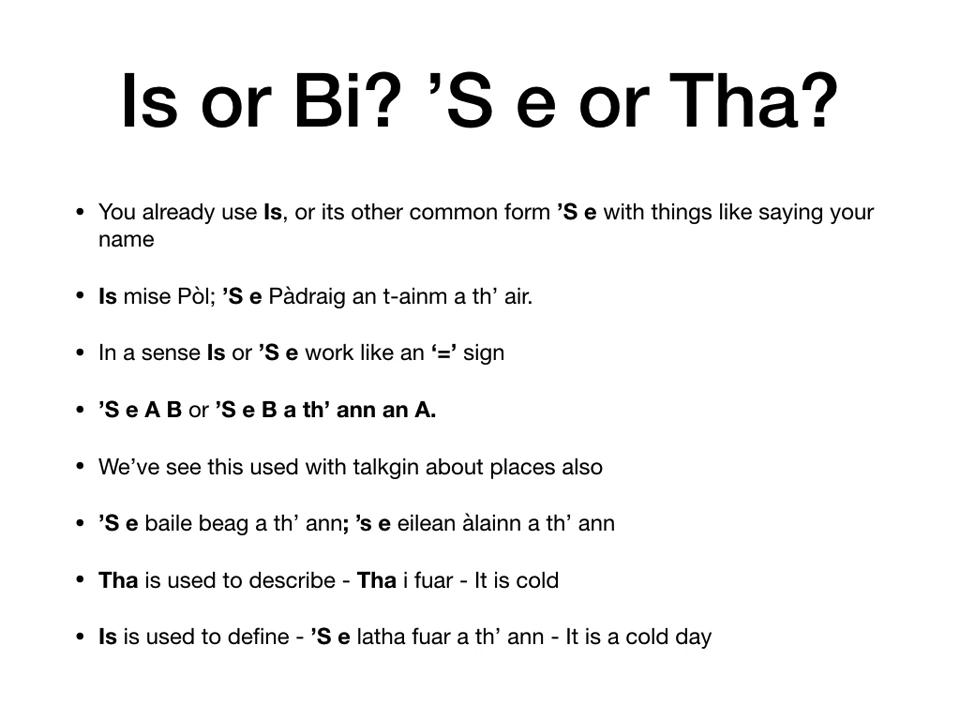 Is or Bi? ’S e or Tha?
• You already use Is, or its other common form ’S e with things like saying your
name
• Is mise Pòl; ’S e Pàdraig an t-ainm a th’ air.
• In a sense Is or ’S e work like an ‘=’ sign
• ’S e A B or ’S e B a th’ ann an A.
• We’ve see this used with talkgin about places also
• ’S e baile beag a th’ ann; ’s e eilean àlainn a th’ ann
• Tha is used to describe - Tha i fuar - It is cold
• Is is used to define - ’S e latha fuar a th’ ann - It is a cold day